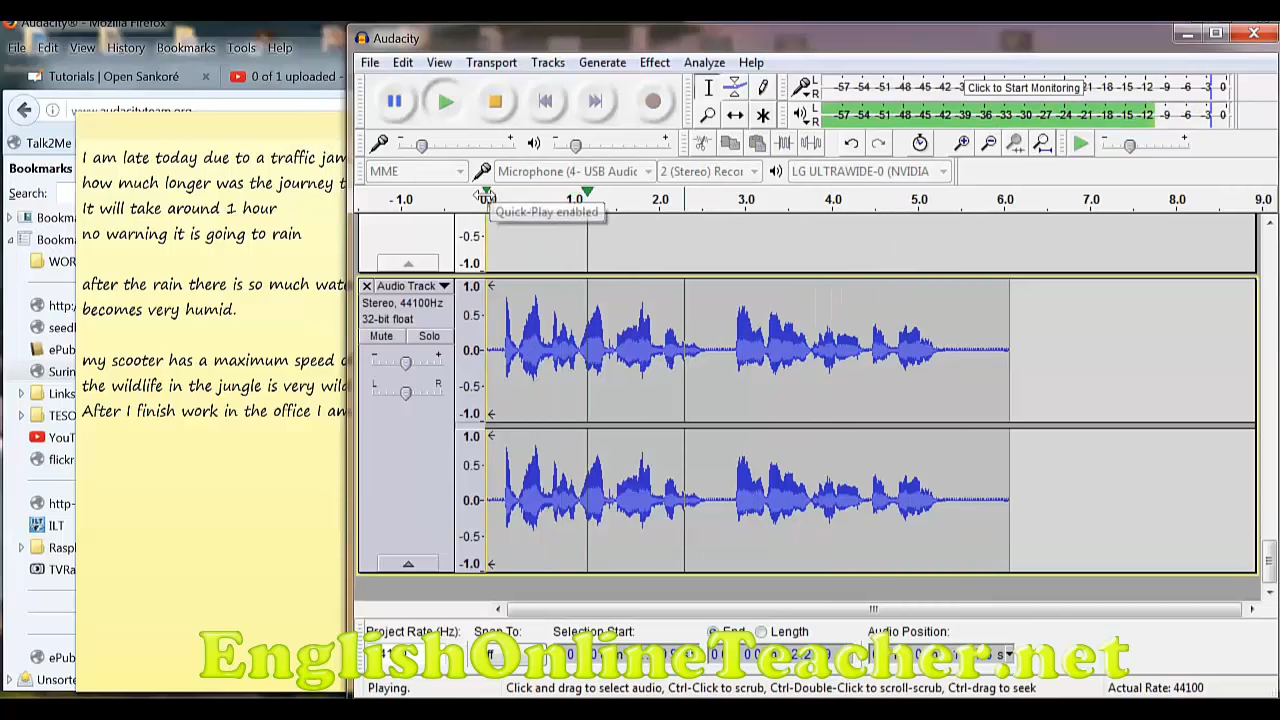 Audacity® - Mozilla Firefox
File Edit View History Bookmarks Tools Help
Tutorials | Open Sankoré × 0 of 1 uploaded -
www.audacityteam.org
Talk2Me
Bookmarks
Search:
Bookm
Bookm
WOR
http:/
seedl
ePub
Surin
Links
TESO
YouT
flickr
http-
ILT
Raspl
TVRa
ePub
Unsorte
I am late today due to a traffic jam
how much longer was the journey t
It will take around 1 hour
no warning it is going to rain
after the rain there is so much wat
becomes very humid.
my scooter has a maximum speed o
the wildlife in the jungle is very wild
After I finish work in the office I am
Audacity
File Edit View Transport Tracks Generate Effect Analyze Help
L R -57 -54 -48 -45 -42 Click to Start Monitoring 21 -18 -15 -12 -9 -6 -3 0
L R -57 -54 -48 -45 -42 -39 -36 -33 -30 -27 -24 -21 -18 -15 -12 -9 -6 -3 0
MME Microphone (4- USB Audic 2 (Stereo) Recor LG ULTRAWIDE-0 (NVIDIA
-1.0 0.0 1.0 2.0 3.0 4.0 5.0 6.0 7.0 8.0 9.0
Quick-Play enabled
-0.5
-1.0
× Audio Track 1.0
Stereo, 44100Hz
32-bit float 0.5
Mute Solo
- + 0.0
L R -0.5
-1.0
1.0
0.5
0.0
-0.5
-1.0
Project Rate (Hz): Snap To: Selection Start: End Length Audio Position:
EnglishOnlineTeacher.net
Playing. Click and drag to select audio, Ctrl-Click to scrub, Ctrl-Double-Click to scroll-scrub, Ctrl-drag to seek Actual Rate: 44100